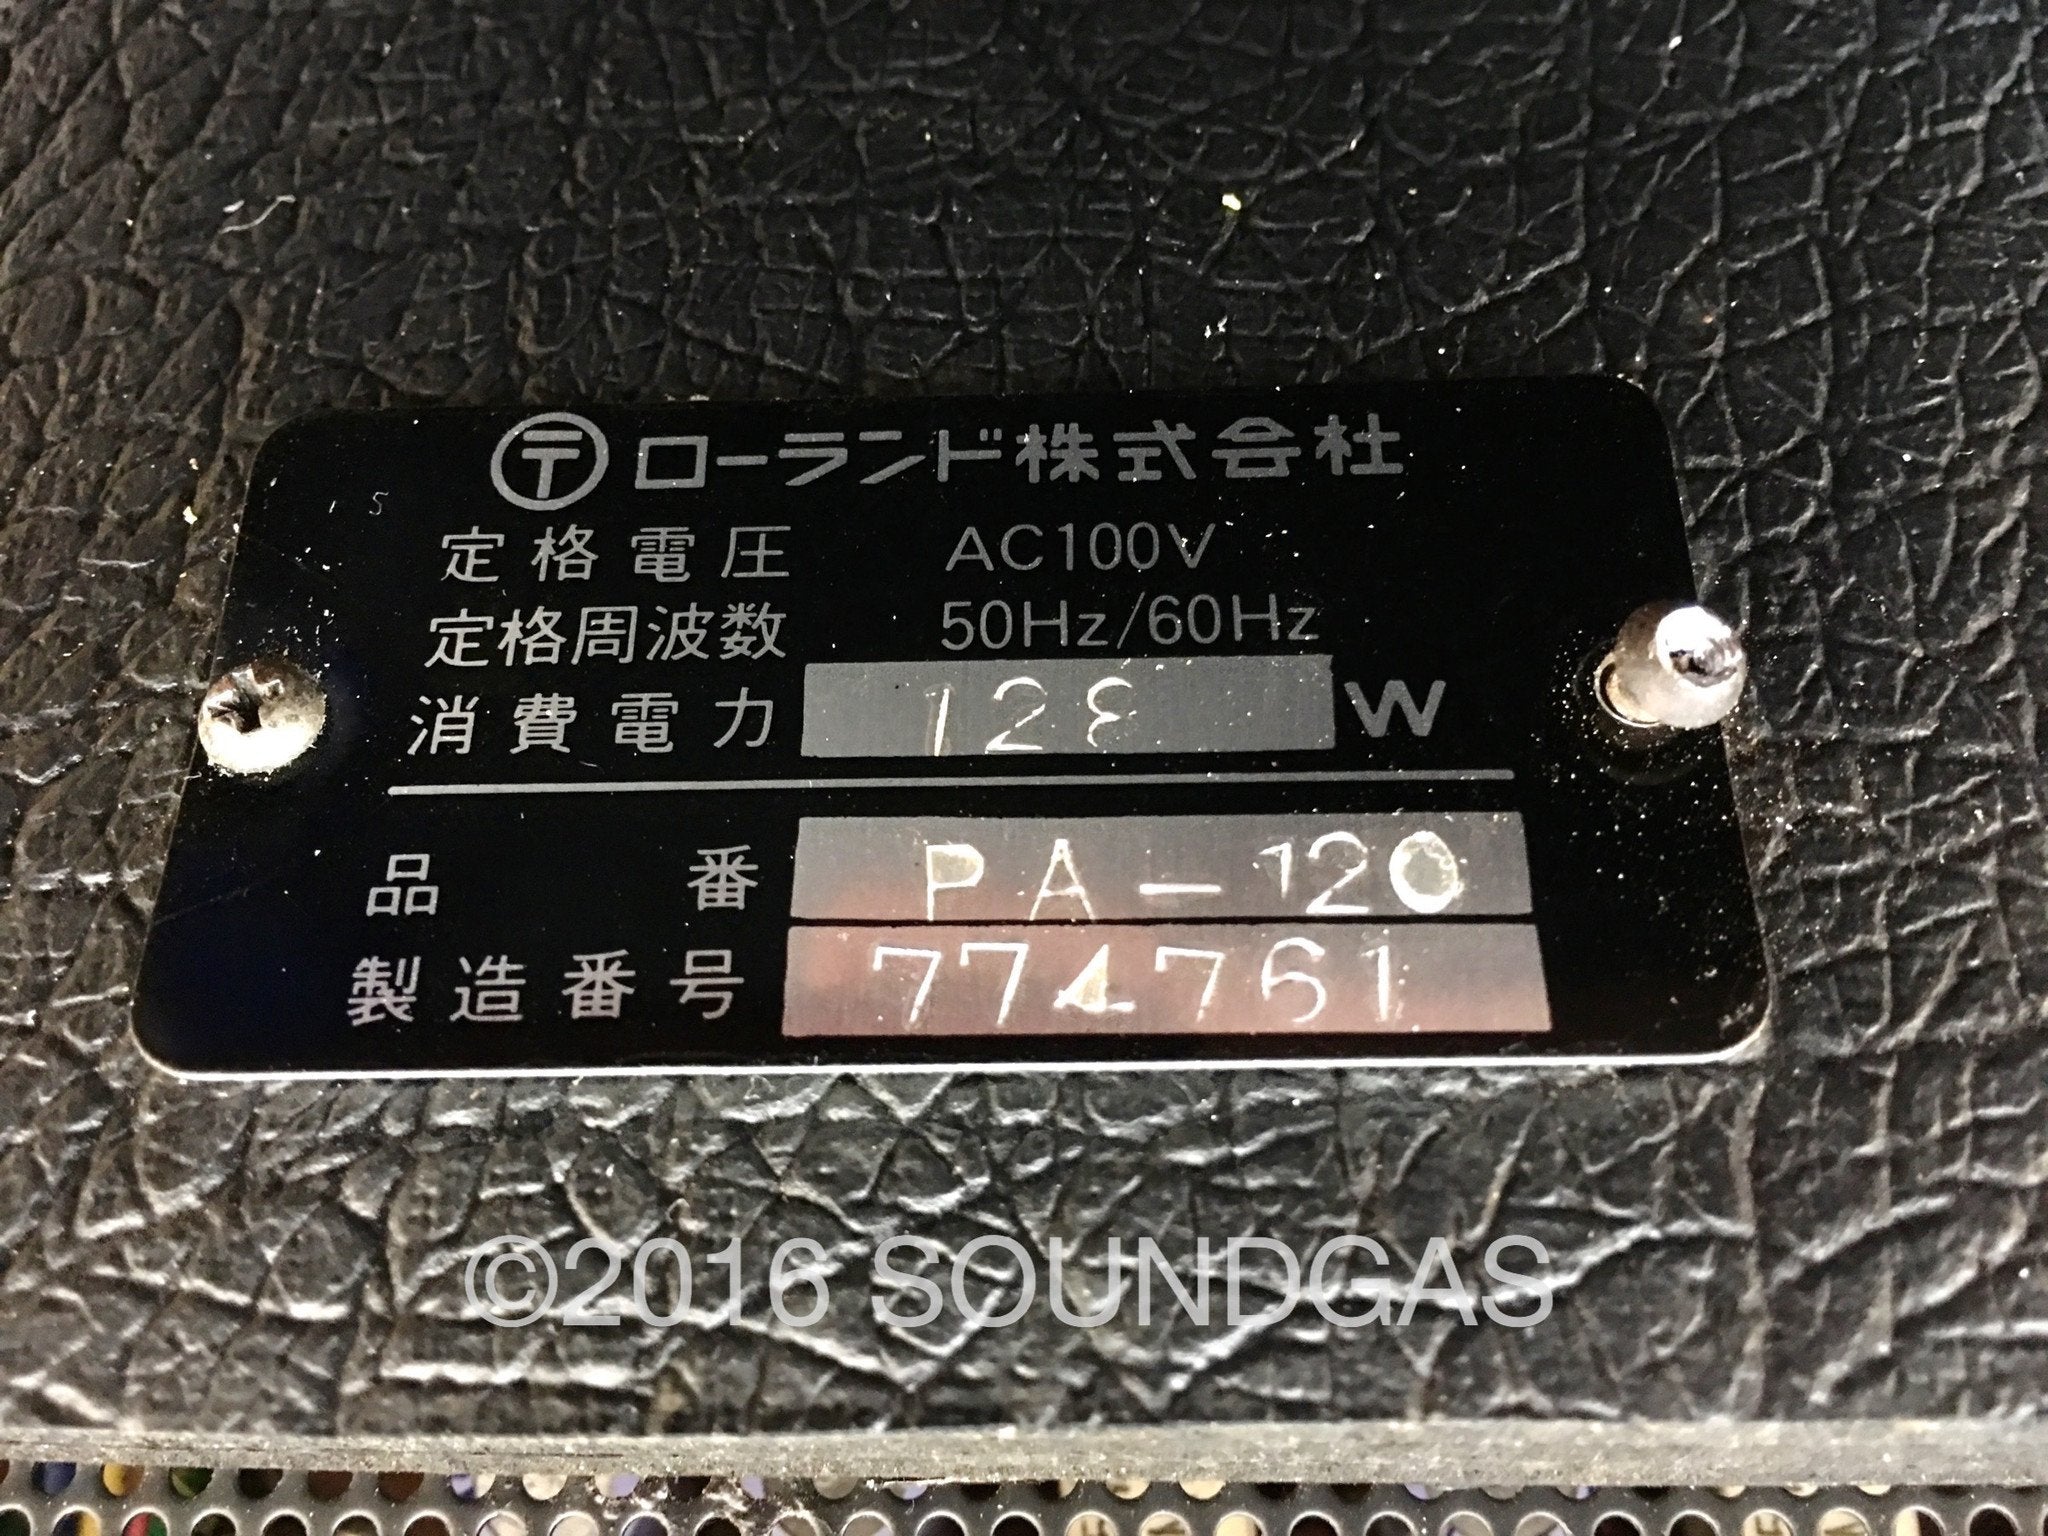 〶ローランド株式会社
定格電圧 AC100V
定格周波数 50Hz/60Hz
消費電力 128 W
品番 PA-120
製造番号 774761
©2016 SOUNDGAS